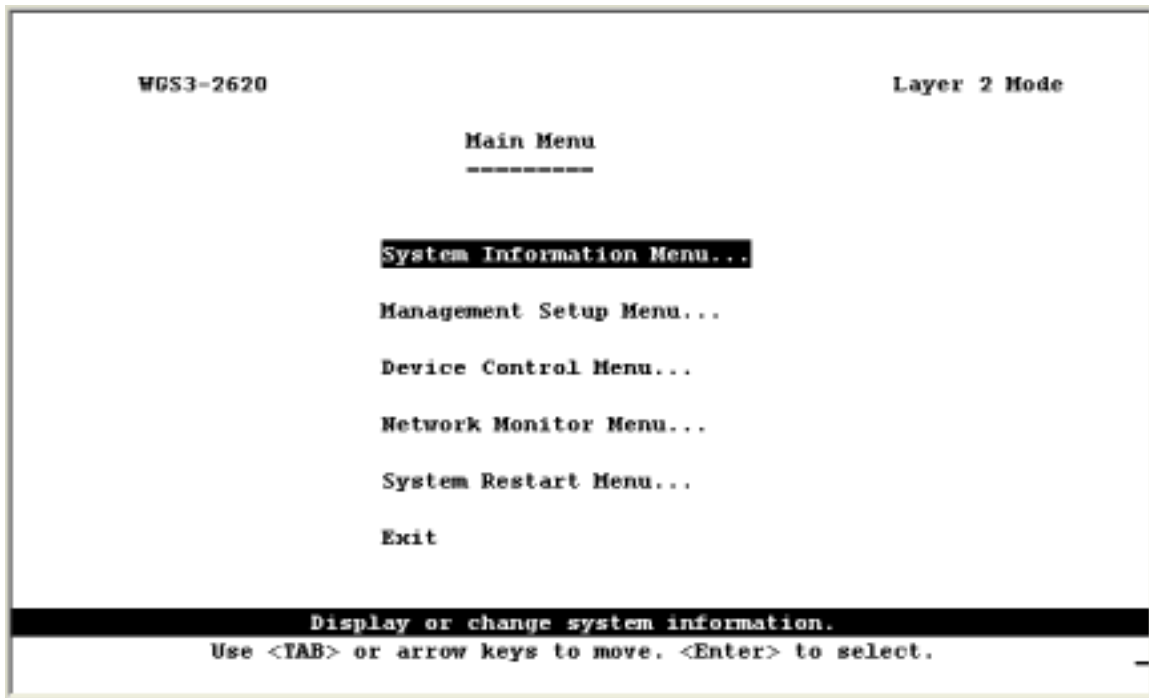 WGS3-2620 Layer 2 Mode
Main Menu
---------
System Information Menu...
Management Setup Menu...
Device Control Menu...
Network Monitor Menu...
System Restart Menu...
Exit
Display or change system information.
Use <TAB> or arrow keys to move. <Enter> to select.